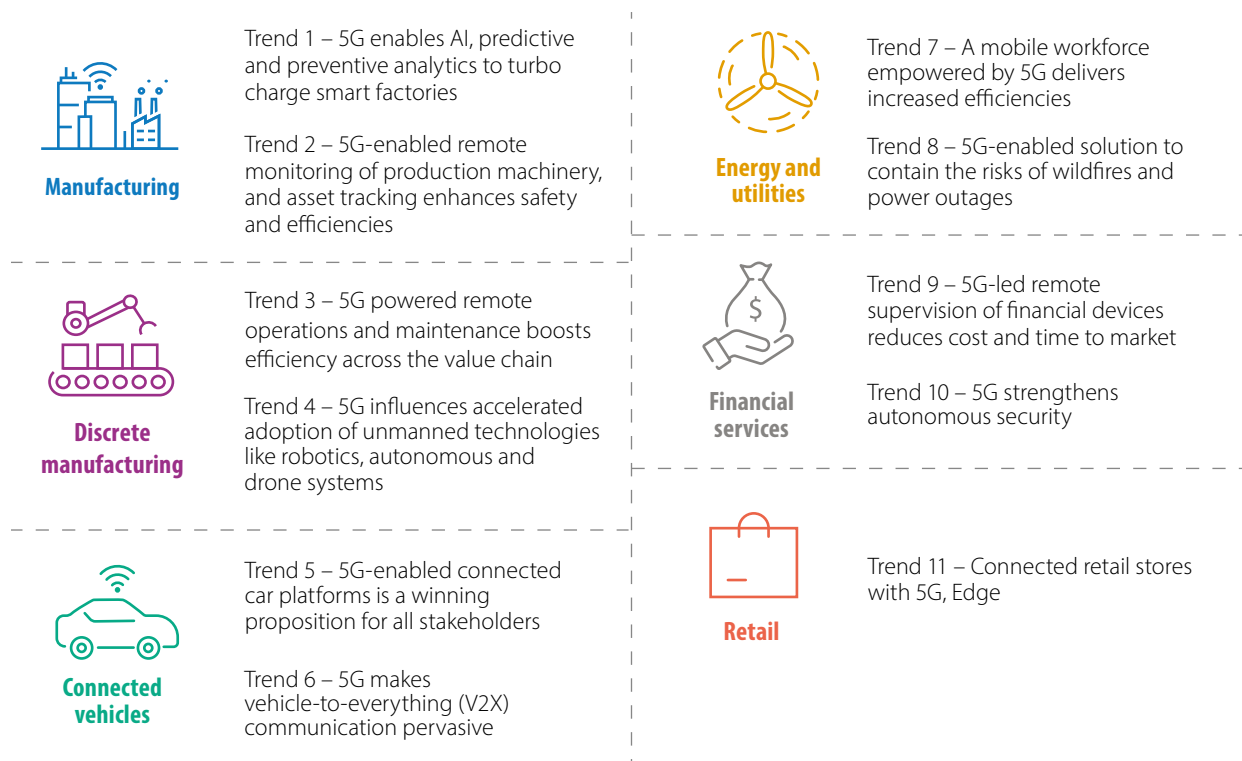 Manufacturing
Trend 1 – 5G enables AI, predictive
and preventive analytics to turbo
charge smart factories
Trend 2 – 5G-enabled remote
monitoring of production machinery,
and asset tracking enhances safety
and efficiencies
Discrete
manufacturing
Trend 3 – 5G powered remote
operations and maintenance boosts
efficiency across the value chain
Trend 4 – 5G influences accelerated
adoption of unmanned technologies
like robotics, autonomous and
drone systems
Connected
vehicles
Trend 5 – 5G-enabled connected
car platforms is a winning
proposition for all stakeholders
Trend 6 – 5G makes
vehicle-to-everything (V2X)
communication pervasive
Energy and
utilities
Trend 7 – A mobile workforce
empowered by 5G delivers
increased efficiencies
Trend 8 – 5G-enabled solution to
contain the risks of wildfires and
power outages
$
Financial
services
Trend 9 – 5G-led remote
supervision of financial devices
reduces cost and time to market
Trend 10 – 5G strengthens
autonomous security
Retail
Trend 11 – Connected retail stores
with 5G, Edge